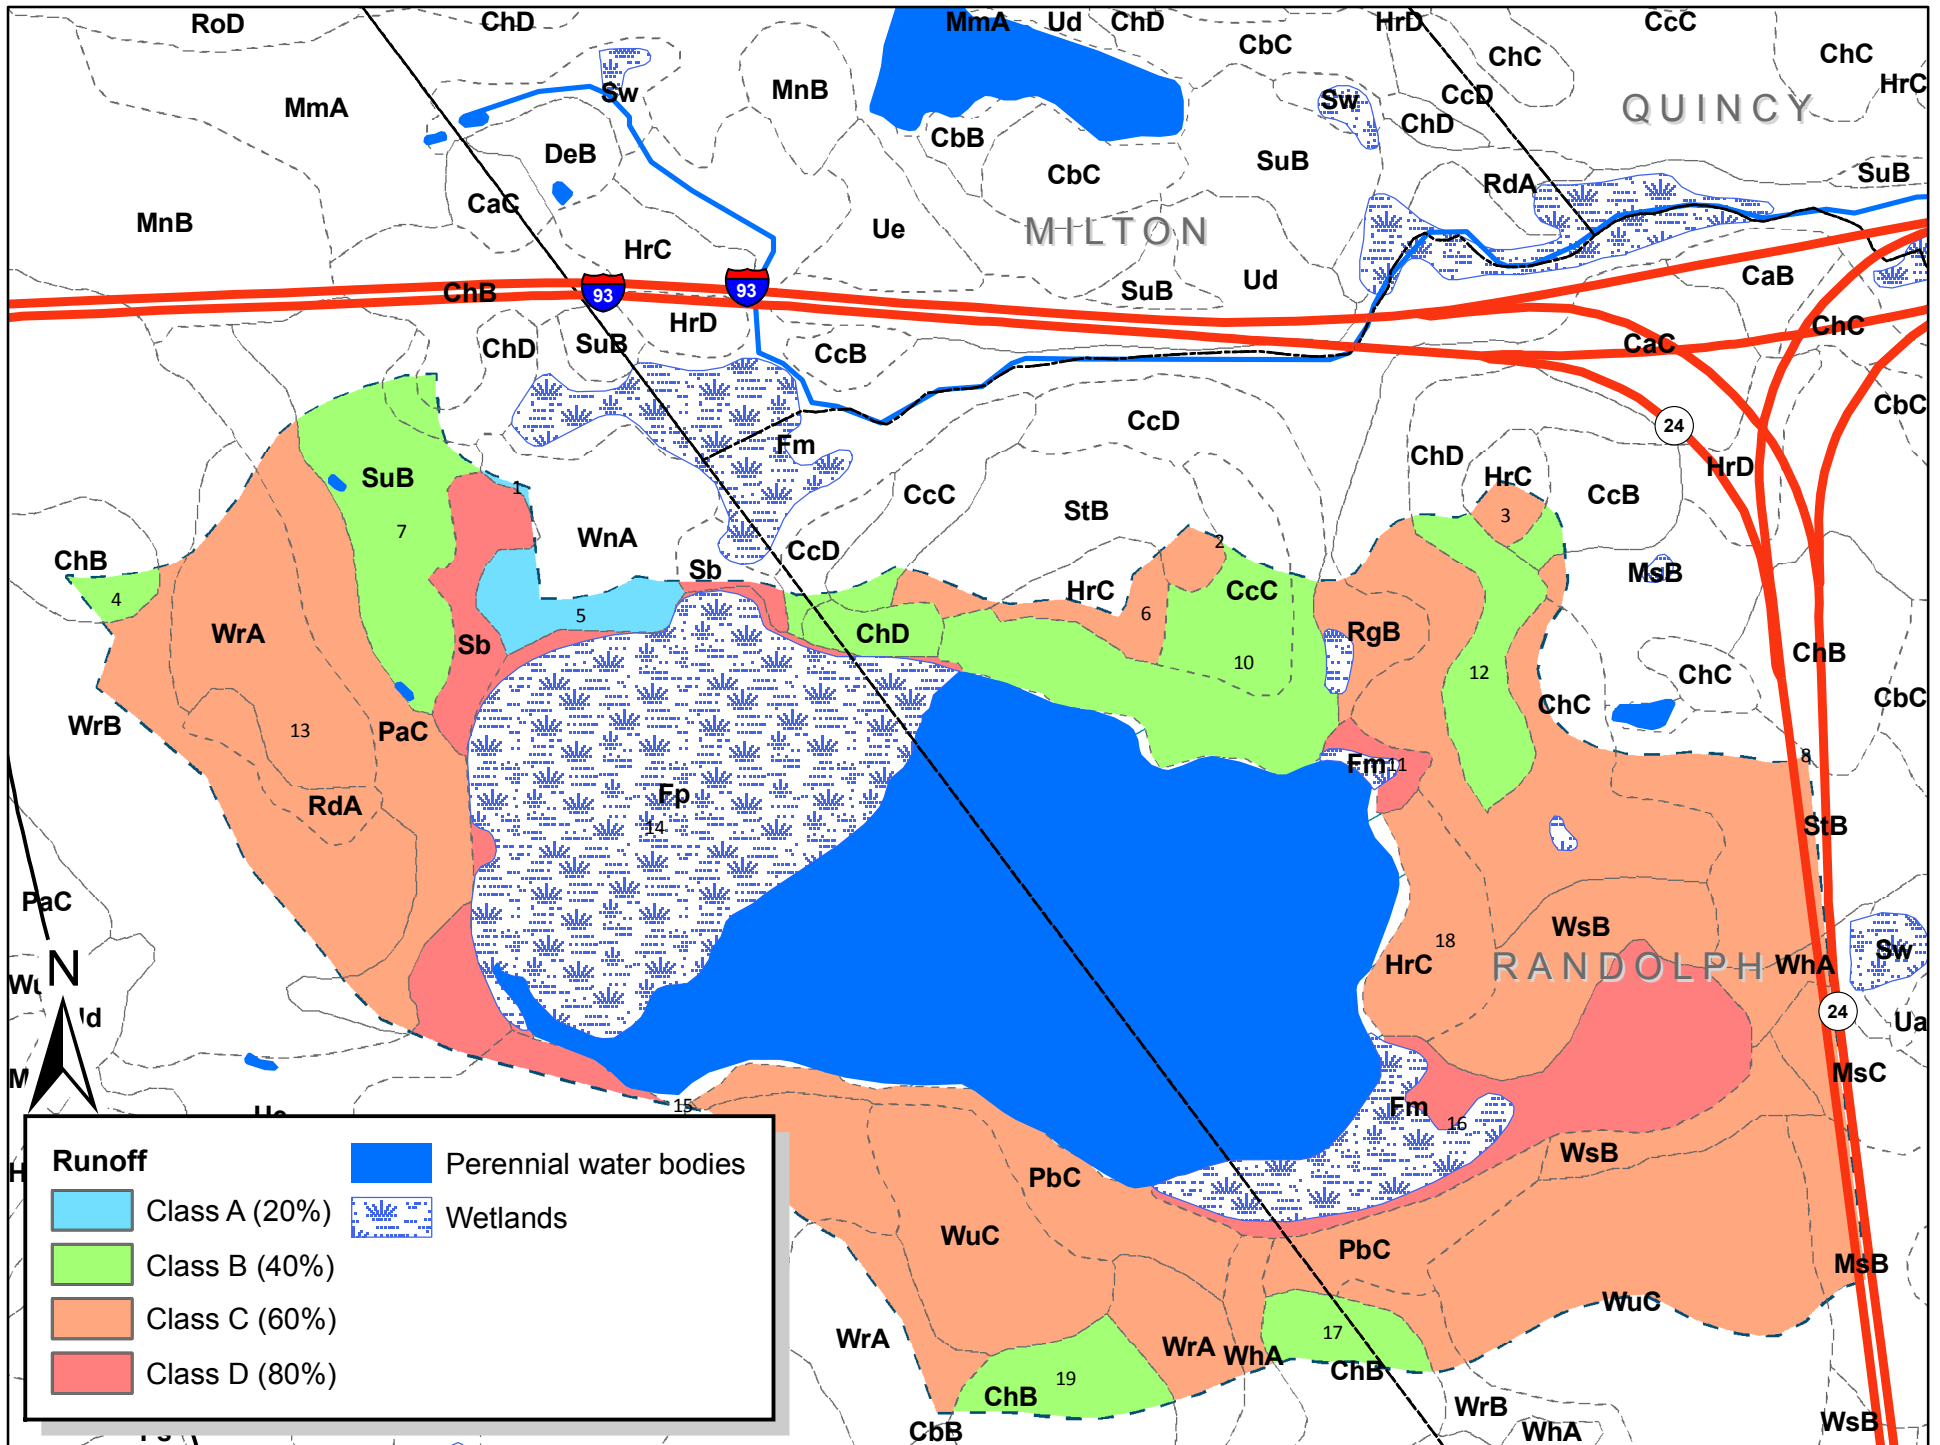 RoD
ChD
MmA
Ud
ChD
HrD
CcC
CbC
ChC
ChC
HrC
MmA
Sw
MnB
CbB
Sw
CcD
ChD
QUINCY
DeB
CbC
SuB
RdA
SuB
CaC
MnB
HrC
Ue
MILTON
Ud
CaB
ChB
93
93
SuB
HrD
ChD
SuB
CcB
ChC
CaC
CbC
CcD
24
Fm
ChD
HrC
HrD
SuB
1
CcC
CcB
StB
3
7
WnA
2
CcD
ChB
Sb
MsB
4
5
HrC
CcC
6
WrA
Sb
ChD
RgB
ChB
10
12
ChC
CbC
WrB
13
PaC
ChC
8
Fm
11
Fp
RdA
14
StB
PaC
WsB
18
HrC
RANDOLPH
WhA
Sw
N
24
Ua
MsC
15
Fm
16
WsB
PbC
WuC
PbC
MsB
WuC
17
WrA
WrA
WhA
ChB
19
ChB
WrB
CbB
WhA
WsB
Runoff
Class A (20%)
Class B (40%)
Class C (60%)
Class D (80%)
Perennial water bodies
Wetlands